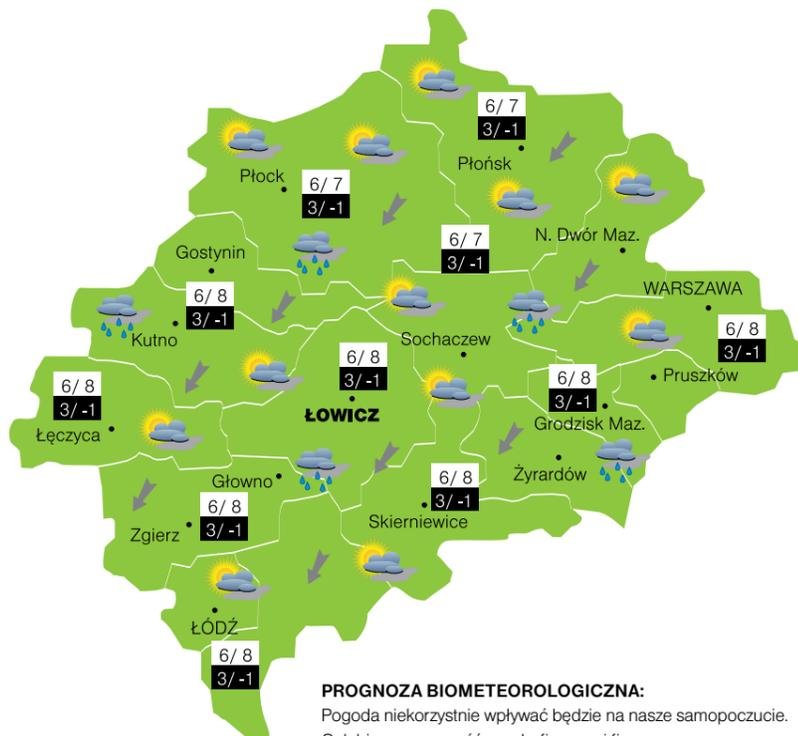 6/ 7
3/ -1
Płońsk
Płock
6/ 7
3/ -1
6/ 7
3/ -1
N. Dwór Maz.
Gostynin
WARSZAWA
6/ 8
3/ -1
Kutno
Sochaczew
6/ 8
3/ -1
6/ 8
3/ -1
ŁOWICZ
Pruszków
6/ 8
3/ -1
6/ 8
3/ -1
Łęczyca
Grodzisk Maz.
Głowno
Żyrardów
6/ 8
3/ -1
Skierniewice
6/ 8
3/ -1
Zgierz
ŁÓDŹ
6/ 8
3/ -1
PROGNOZA BIOMETEOROLOGICZNA:
Pogoda niekorzystnie wpływać będzie na nasze samopoczucie.